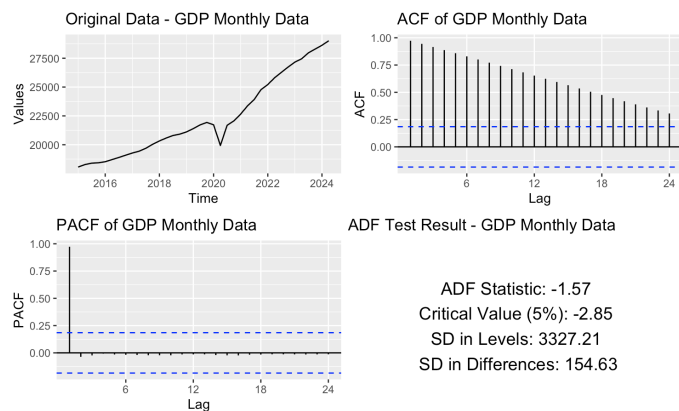 Original Data - GDP Monthly Data
Values
27500
25000
22500
20000
2016
2018
2020
2022
2024
Time
ACF of GDP Monthly Data
ACF
1.00
0.75
0.50
0.25
0.00
6
12
18
24
Lag
PACF of GDP Monthly Data
PACF
1.00
0.75
0.50
0.25
0.00
6
12
18
24
Lag
ADF Test Result - GDP Monthly Data
ADF Statistic: -1.57
Critical Value (5%): -2.85
SD in Levels: 3327.21
SD in Differences: 154.63